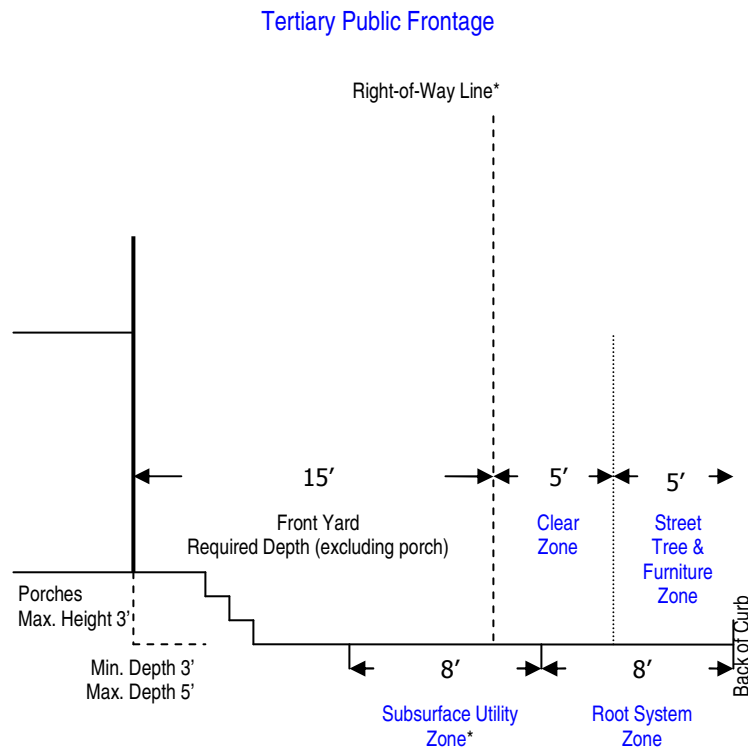 Tertiary Public Frontage
Right-of-Way Line*
15’
5’
5’
Front Yard
Required Depth (excluding porch)
Clear
Zone
Street
Tree &
Furniture
Zone
Porches
Max. Height 3’
Back of Curb
Min. Depth 3’
Max. Depth 5’
8’
8’
Subsurface Utility
Zone*
Root System
Zone